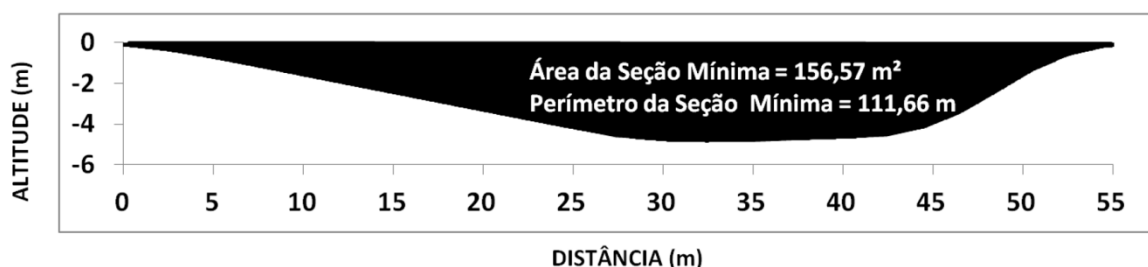 ALTITUDE (m)
0
-2
-4
-6
Área da Seção Mínima = 156,57 m²
Perímetro da Seção Mínima = 111,66 m
0 5 10 15 20 25 30 35 40 45 50 55
DISTÂNCIA (m)